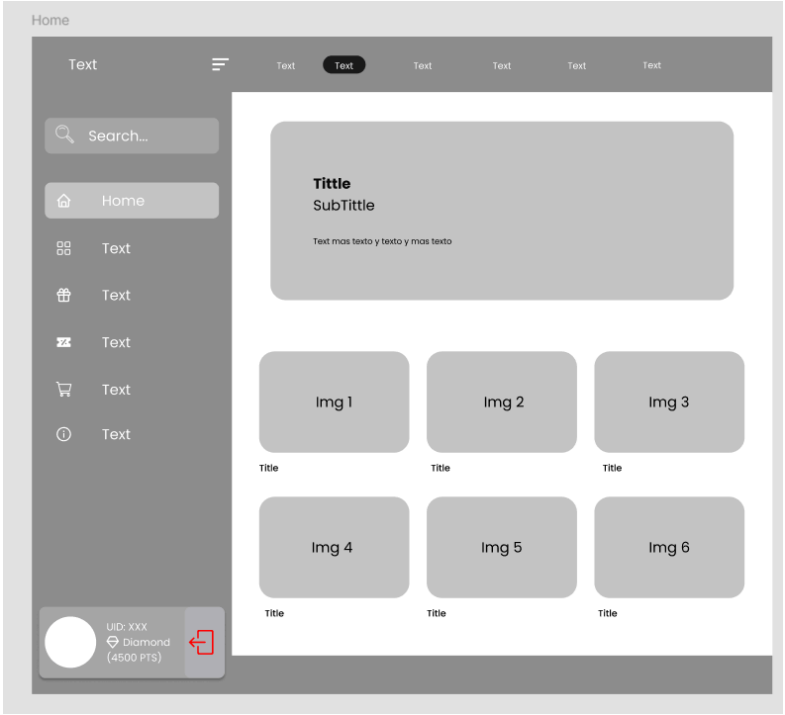 Home
Text
Text
Text
Text
Text
Text
Text
Search...
Home
Text
Text
Text
Text
Text
UID: XXX
Diamond
(4500 PTS)
Tittle
SubTittle
Text mas texto y texto y mas texto
Img 1
Img 2
Img 3
Title
Title
Title
Img 4
Img 5
Img 6
Title
Title
Title